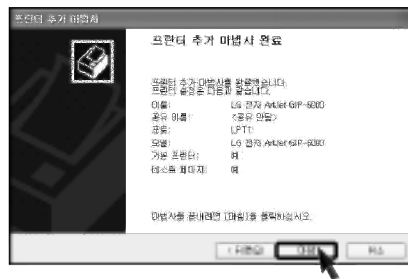 프린터 추가 마법사
프린터 추가 마법사 완료
프린터 추가 마법사를 완료했습니다.
프린터 설정은 다음과 같습니다.
이름: LG 전자 ArtJet GIP-6000
공유 이름: <공유 안함>
포트: LPT1:
모델: LG 전자 ArtJet GIP-6000
기본 프린터: 예
테스트 페이지: 예
마법사를 끝내려면 [마침]을 클릭하십시오.
< 뒤로(B) 마침 취소